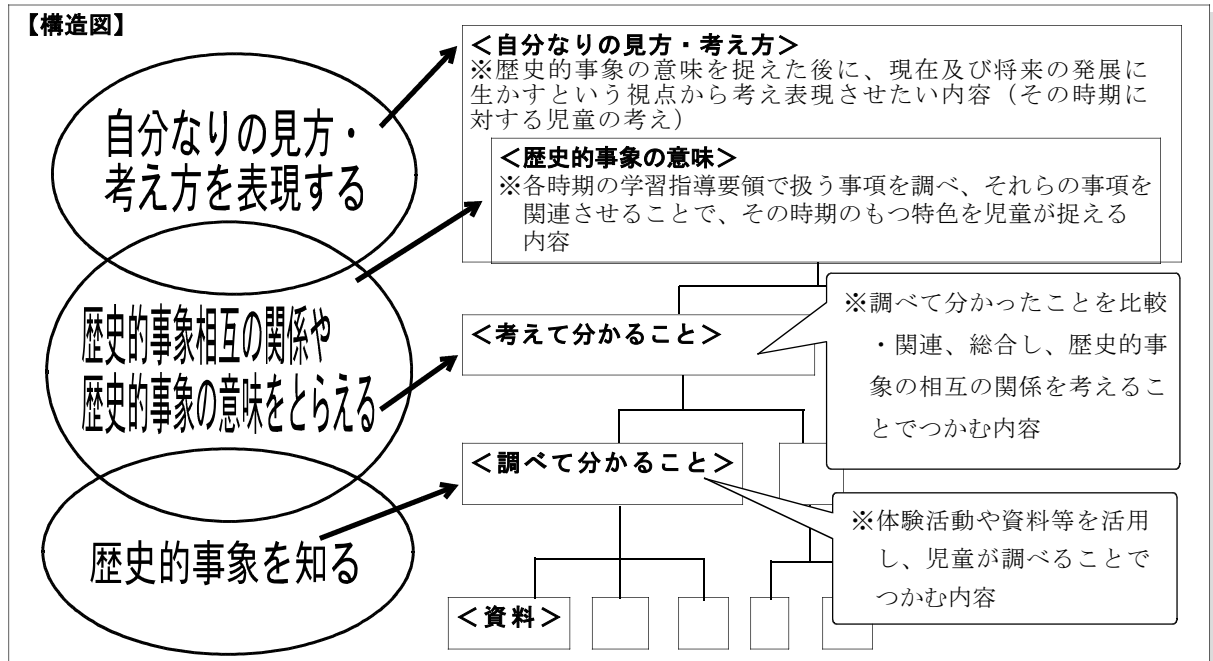 【構造図】
自分なりの見方・
考え方を表現する
歴史的事象相互の関係や
歴史的事象の意味をとらえる
歴史的事象を知る
＜自分なりの見方・考え方＞
※歴史的事象の意味を捉えた後に、現在及び将来の発展に
生かすという視点から考え表現させたい内容（その時期に
対する児童の考え）
＜歴史的事象の意味＞
※各時期の学習指導要領で扱う事項を調べ、それらの事項を
関連させることで、その時期のもつ特色を児童が捉える
内容
＜考えて分かること＞
※調べて分かったことを比較
・関連、総合し、歴史的事
象の相互の関係を考えるこ
とでつかむ内容
＜調べて分かること＞
※体験活動や資料等を活用
し、児童が調べることで
つかむ内容
＜資料＞